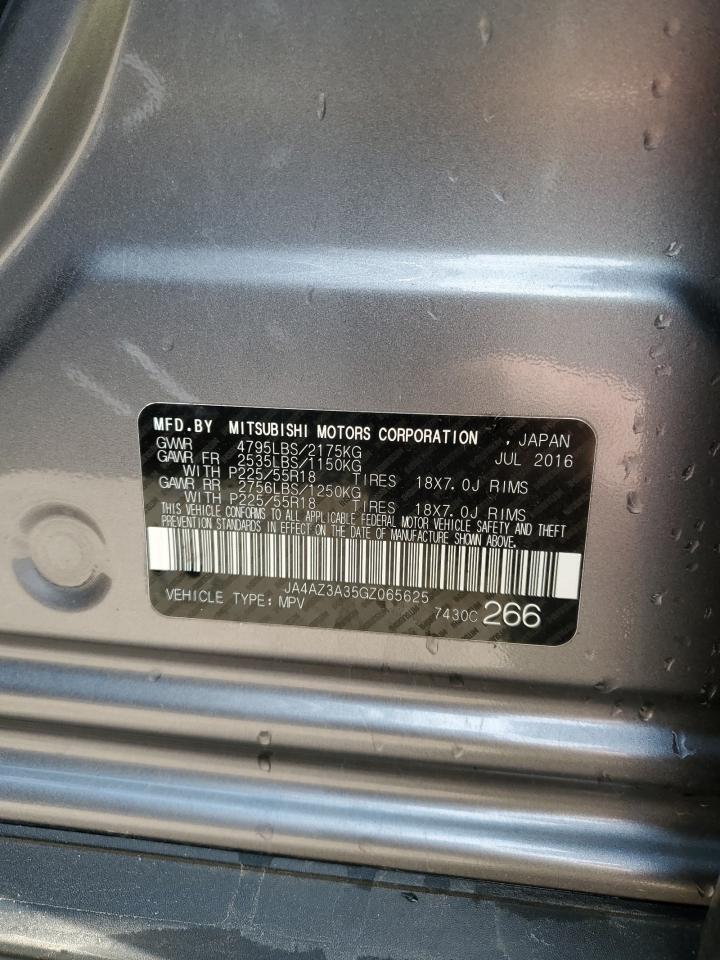 MFD.BY MITSUBISHI MOTORS CORPORATION , JAPAN
GVWR 4795LBS/2175KG JUL 2016
GAWR FR 2535LBS/1150KG
WITH P225/55R18 TIRES 18X7.0J RIMS
GAWR RR 2756LBS/1250KG
WITH P225/55R18 TIRES 18X7.0J RIMS
THIS VEHICLE CONFORMS TO ALL APPLICABLE FEDERAL MOTOR VEHICLE SAFETY AND THEFT
PREVENTION STANDARDS IN EFFECT ON THE DATE OF MANUFACTURE SHOWN ABOVE.
JA4AZ3A35GZ065625
VEHICLE TYPE: MPV 7430C 266